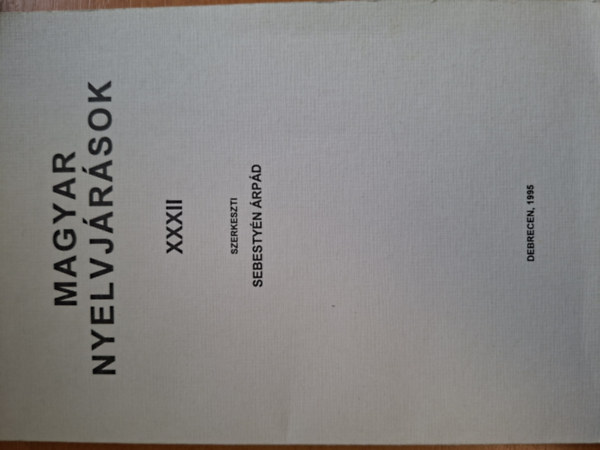 MAGYAR
NYELVJÁRÁSOK
XXXII
SZERKESZTI
SEBESTYÉN ÁRPÁD
DEBRECEN, 1995